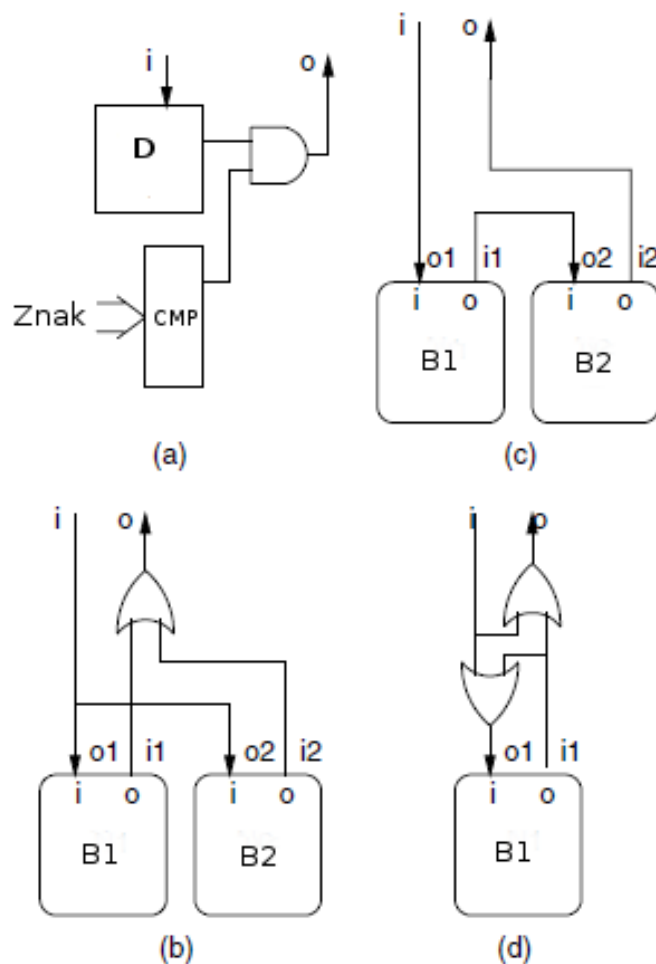 i o
D
Znak CMP
(a)
i o
o1 i1 o2 i2
i o i o
B1 B2
(c)
i o
o1 i1 o2 i2
i o i o
B1 B2
(b)
i o
o1 i1
i o
B1
(d)